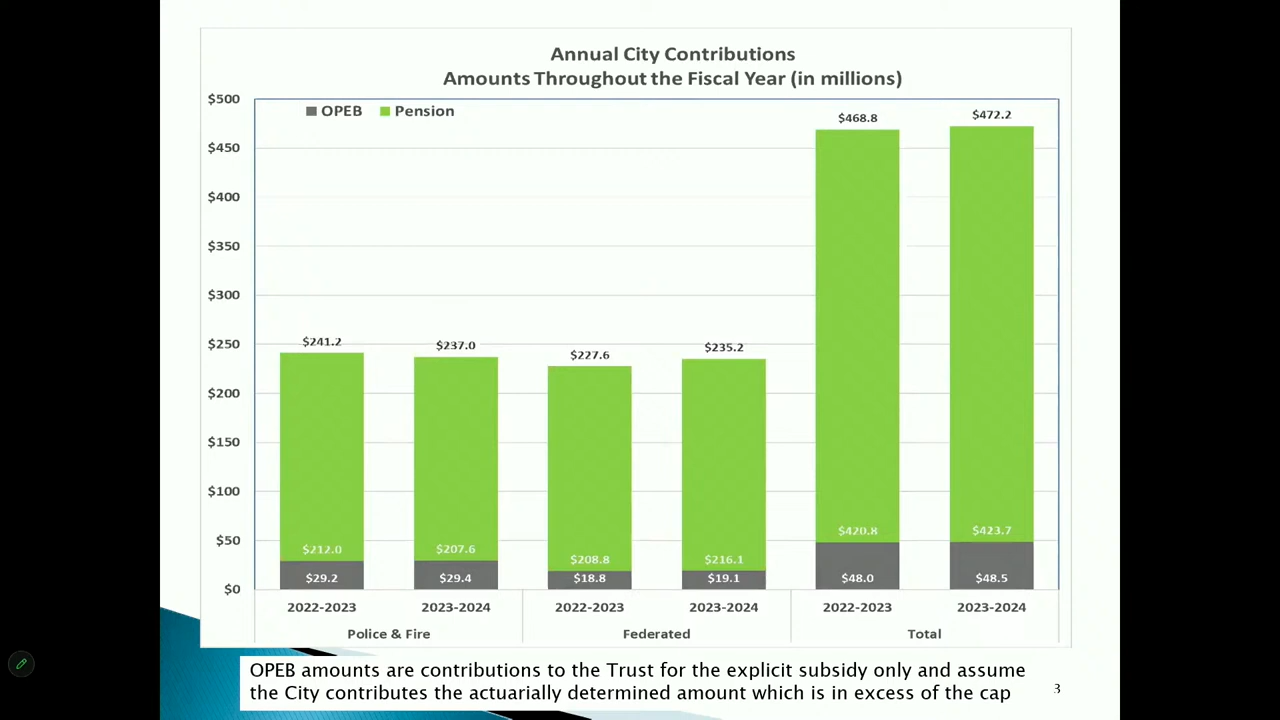 Annual City Contributions
Amounts Throughout the Fiscal Year (in millions)
OPEB Pension
$500
$450
$400
$350
$300
$250
$200
$150
$100
$50
$0
$241.2 $237.0 $227.6 $235.2 $468.8 $472.2
$212.0 $207.6 $208.8 $216.1 $420.8 $423.7
$29.2 $29.4 $18.8 $19.1 $48.0 $48.5
2022-2023 2023-2024 2022-2023 2023-2024 2022-2023 2023-2024
Police & Fire Federated Total
OPEB amounts are contributions to the Trust for the explicit subsidy only and assume
the City contributes the actuarially determined amount which is in excess of the cap
3